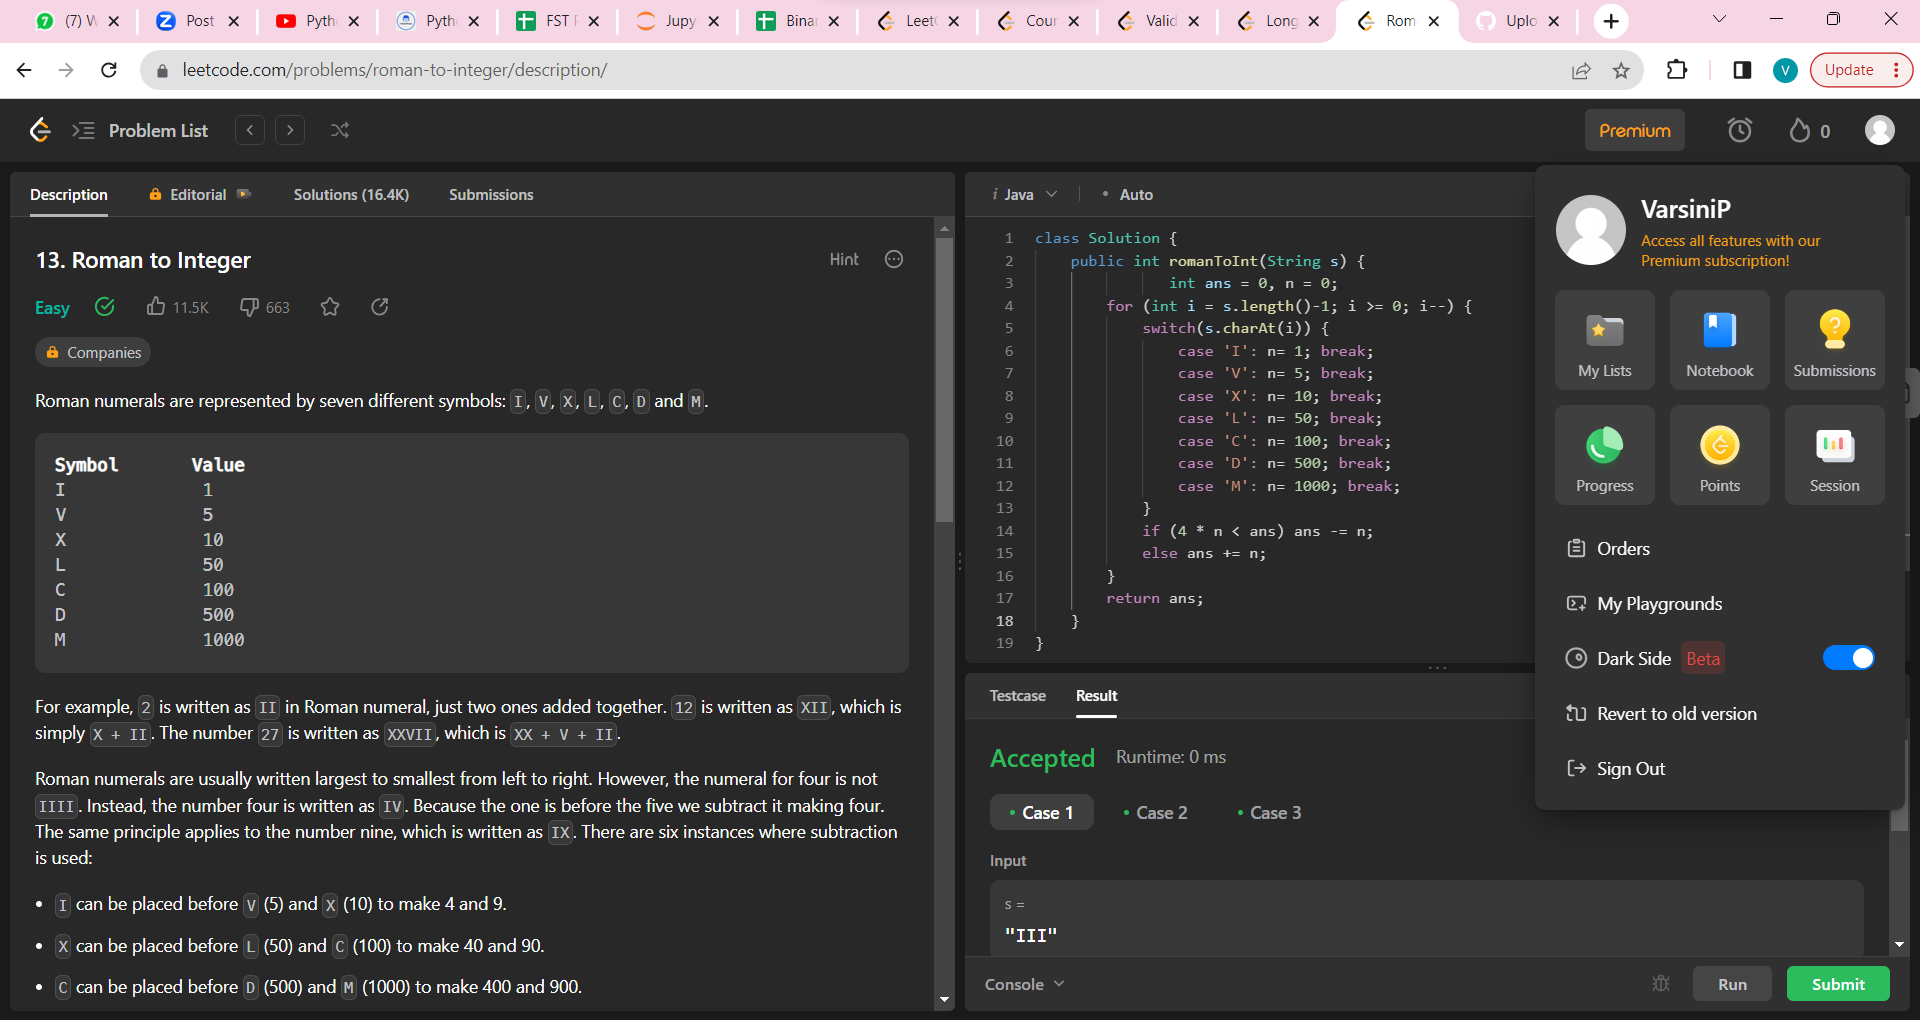 (7) W
Post
Pyth
Pyth
FST F
Jupy
Bina
Leet
Cour
Valid
Long
Rom
Uplo
leetcode.com/problems/roman-to-integer/description/
V
Update
Problem List
Premium
0
Description
Editorial
Solutions (16.4K)
Submissions
13. Roman to Integer
Hint
Easy
11.5K
663
Companies
Roman numerals are represented by seven different symbols: I, V, X, L, C, D and M.
Symbol Value
I 1
V 5
X 10
L 50
C 100
D 500
M 1000
For example, 2 is written as II in Roman numeral, just two ones added together. 12 is written as XII, which is
simply X + II. The number 27 is written as XXVII, which is XX + V + II.
Roman numerals are usually written largest to smallest from left to right. However, the numeral for four is not
IIII. Instead, the number four is written as IV. Because the one is before the five we subtract it making four.
The same principle applies to the number nine, which is written as IX. There are six instances where subtraction
is used:
• I can be placed before V (5) and X (10) to make 4 and 9.
• X can be placed before L (50) and C (100) to make 40 and 90.
• C can be placed before D (500) and M (1000) to make 400 and 900.
i Java
• Auto
1 class Solution {
2 public int romanToInt(String s) {
3 int ans = 0, n = 0;
4 for (int i = s.length()-1; i >= 0; i--) {
5 switch(s.charAt(i)) {
6 case 'I': n= 1; break;
7 case 'V': n= 5; break;
8 case 'X': n= 10; break;
9 case 'L': n= 50; break;
10 case 'C': n= 100; break;
11 case 'D': n= 500; break;
12 case 'M': n= 1000; break;
13 }
14 if (4 * n < ans) ans -= n;
15 else ans += n;
16 }
17 return ans;
18 }
19 }
Testcase
Result
Accepted Runtime: 0 ms
• Case 1
• Case 2
• Case 3
Input
s =
"III"
Console
Run
Submit
VarsiniP
Access all features with our
Premium subscription!
My Lists
Notebook
Submissions
Progress
Points
Session
Orders
My Playgrounds
Dark Side Beta
Revert to old version
Sign Out